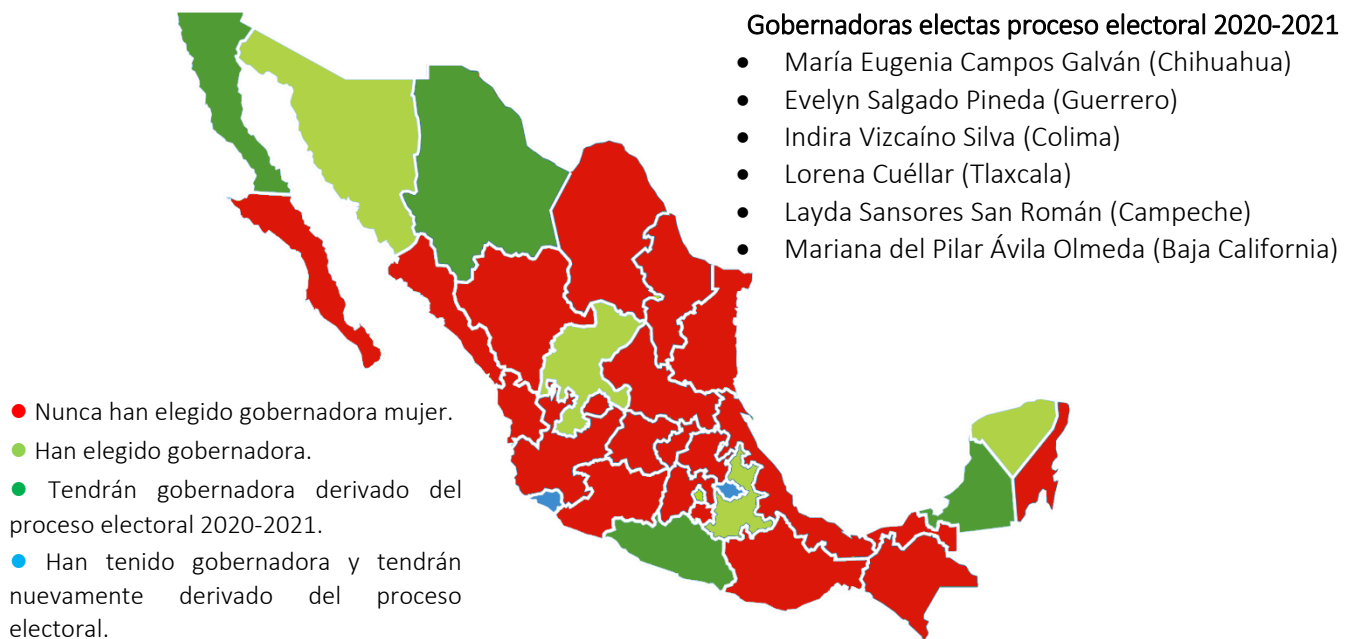 Gobernadoras electas proceso electoral 2020-2021
• María Eugenia Campos Galván (Chihuahua)
• Evelyn Salgado Pineda (Guerrero)
• Indira Vizcaíno Silva (Colima)
• Lorena Cuéllar (Tlaxcala)
• Layda Sansores San Román (Campeche)
• Mariana del Pilar Ávila Olmeda (Baja California)
● Nunca han elegido gobernadora mujer.
● Han elegido gobernadora.
● Tendrán gobernadora derivado del
proceso electoral 2020-2021.
● Han tenido gobernadora y tendrán
nuevamente derivado del proceso
electoral.